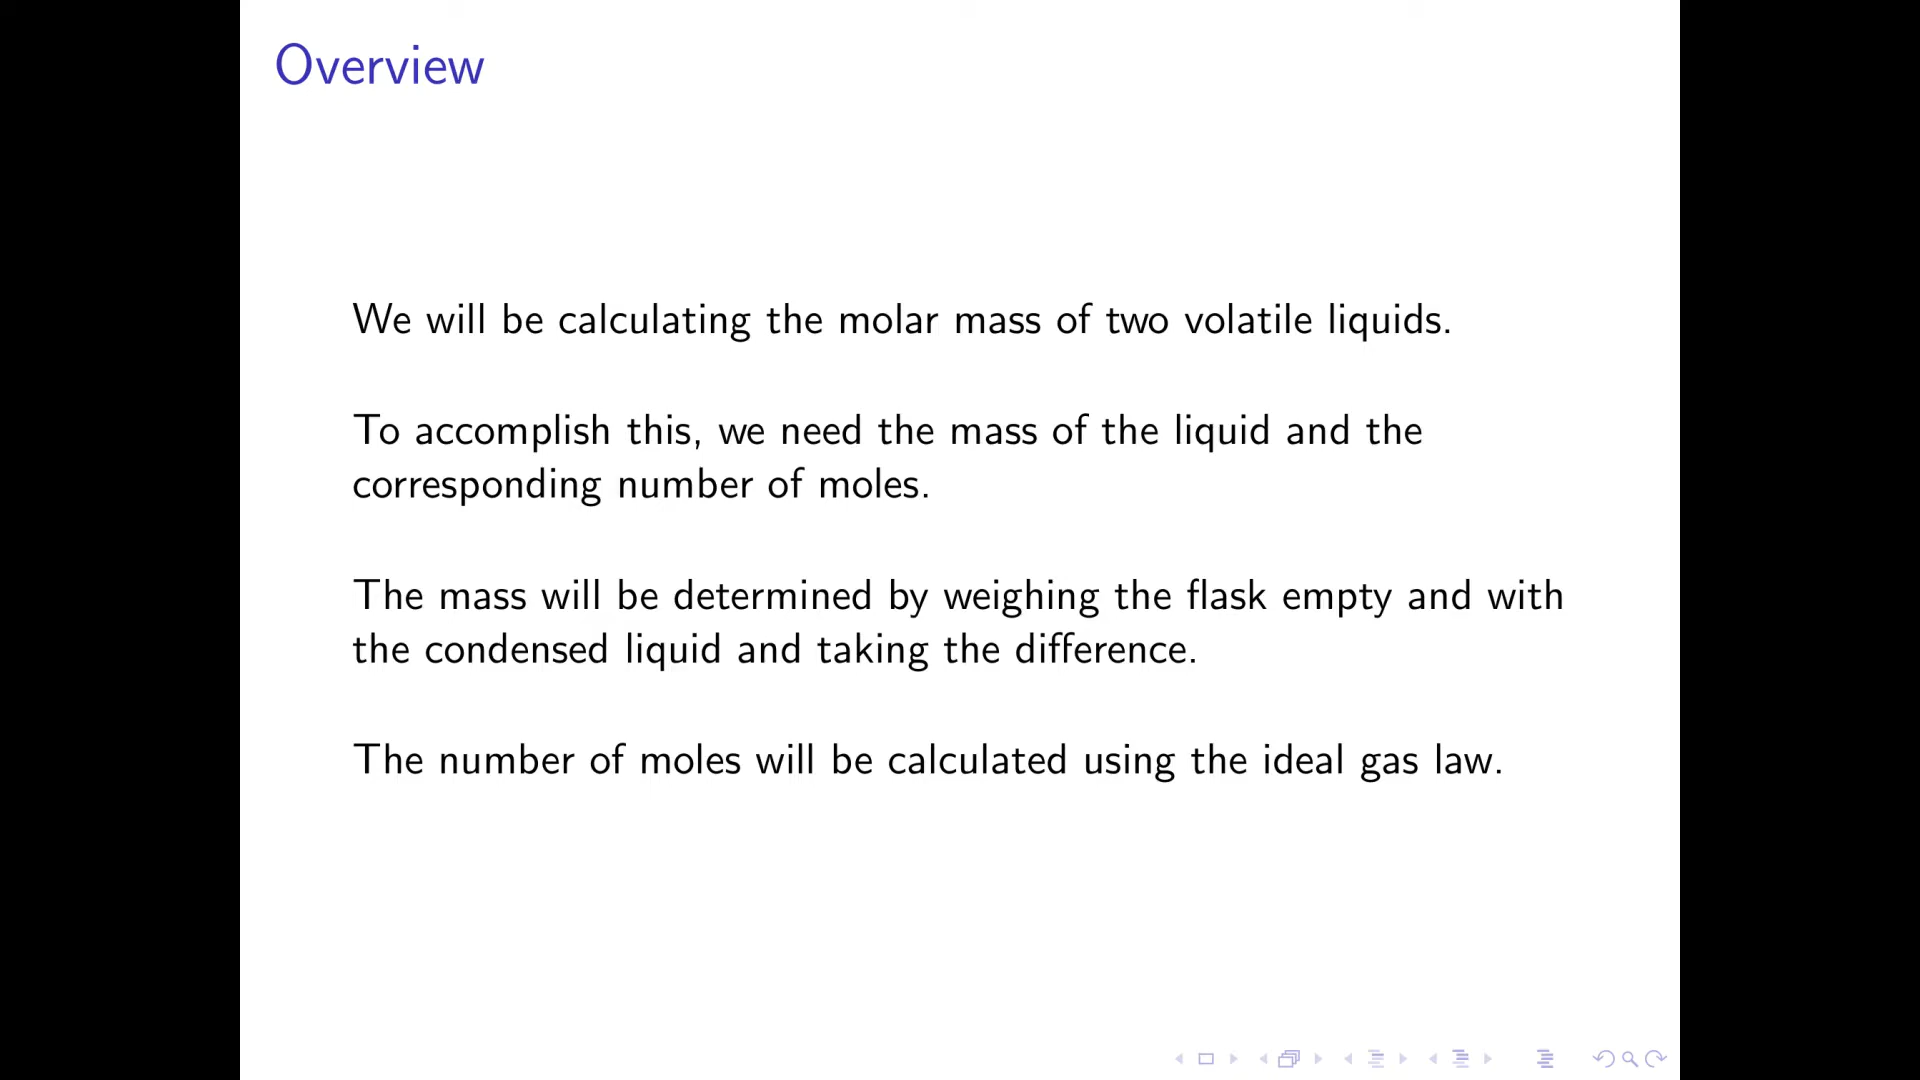 Overview
We will be calculating the molar mass of two volatile liquids.
To accomplish this, we need the mass of the liquid and the
corresponding number of moles.
The mass will be determined by weighing the flask empty and with
the condensed liquid and taking the difference.
The number of moles will be calculated using the ideal gas law.